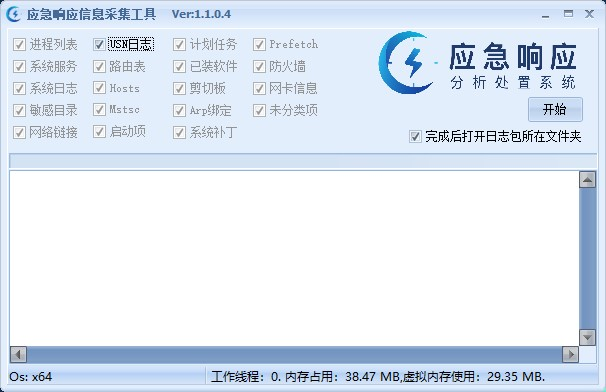 应急响应信息采集工具 Ver:1.1.0.4
进程列表 USN日志 计划任务 Prefetch
系统服务 路由表 已装软件 防火墙
系统日志 Hosts 剪切板 网卡信息
敏感目录 Mstsc Arp绑定 未分类项
网络链接 启动项 系统补丁
应急响应
分析处置系统
开始
完成后打开日志包所在文件夹
Os: x64 工作线程：0. 内存占用：38.47 MB,虚拟内存使用：29.35 MB.